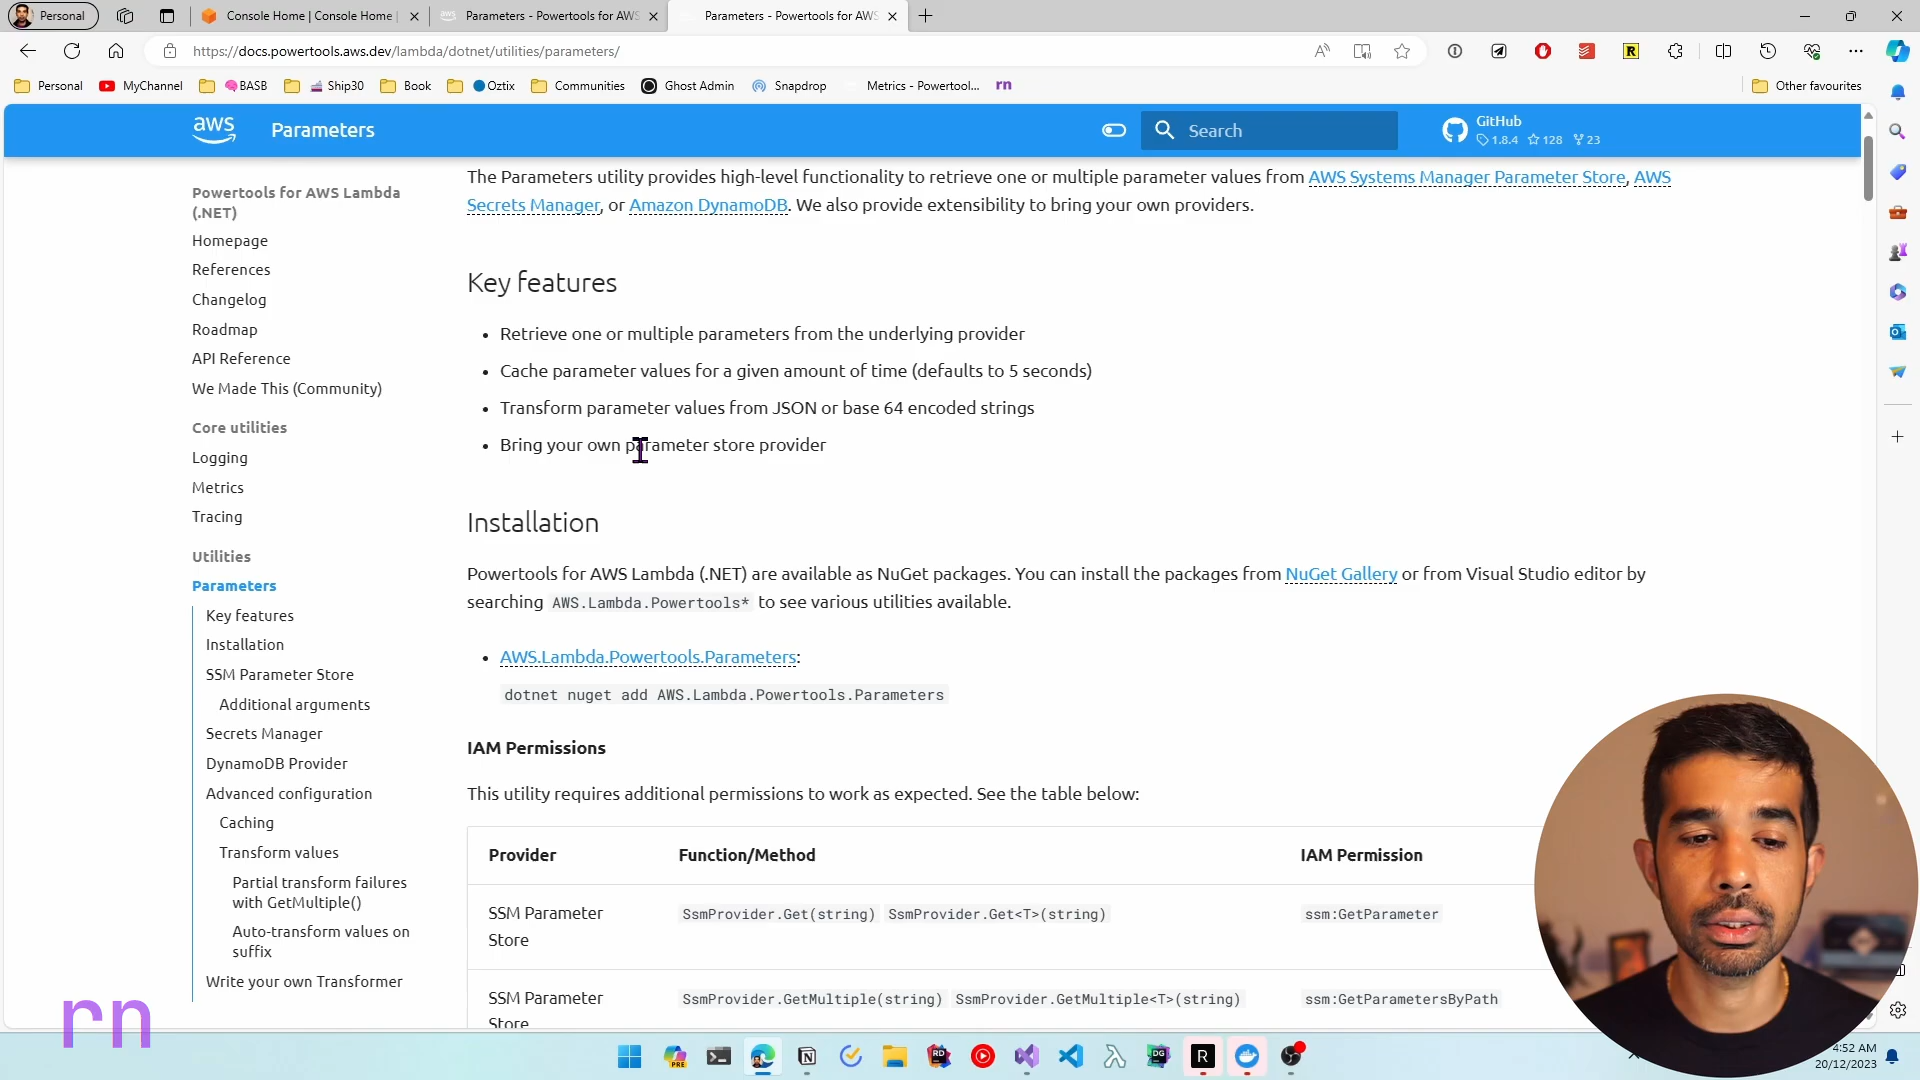 Personal
Console Home | Console Home
Parameters - Powertools for AWS
Parameters - Powertools for AWS
https://docs.powertools.aws.dev/lambda/dotnet/utilities/parameters/
Personal
MyChannel
BASB
Ship30
Book
Oztix
Communities
Ghost Admin
Snapdrop
Metrics - Powertool...
rn
Other favourites
aws
Parameters
Search
GitHub
1.8.4 128 23
Powertools for AWS Lambda
(.NET)
Homepage
References
Changelog
Roadmap
API Reference
We Made This (Community)
Core utilities
Logging
Metrics
Tracing
Utilities
Parameters
Key features
Installation
SSM Parameter Store
Additional arguments
Secrets Manager
DynamoDB Provider
Advanced configuration
Caching
Transform values
Partial transform failures
with GetMultiple()
Auto-transform values on
suffix
Write your own Transformer
The Parameters utility provides high-level functionality to retrieve one or multiple parameter values from AWS Systems Manager Parameter Store, AWS
Secrets Manager, or Amazon DynamoDB. We also provide extensibility to bring your own providers.
Key features
• Retrieve one or multiple parameters from the underlying provider
• Cache parameter values for a given amount of time (defaults to 5 seconds)
• Transform parameter values from JSON or base 64 encoded strings
• Bring your own parameter store provider
Installation
Powertools for AWS Lambda (.NET) are available as NuGet packages. You can install the packages from NuGet Gallery or from Visual Studio editor by
searching AWS.Lambda.Powertools* to see various utilities available.
• AWS.Lambda.Powertools.Parameters:
dotnet nuget add AWS.Lambda.Powertools.Parameters
IAM Permissions
This utility requires additional permissions to work as expected. See the table below:
Provider Function/Method IAM Permission
SSM Parameter SsmProvider.Get(string) SsmProvider.Get<T>(string) ssm:GetParameter
Store
SSM Parameter SsmProvider.GetMultiple(string) SsmProvider.GetMultiple<T>(string) ssm:GetParametersByPath
Store
rn
4:52 AM
20/12/2023